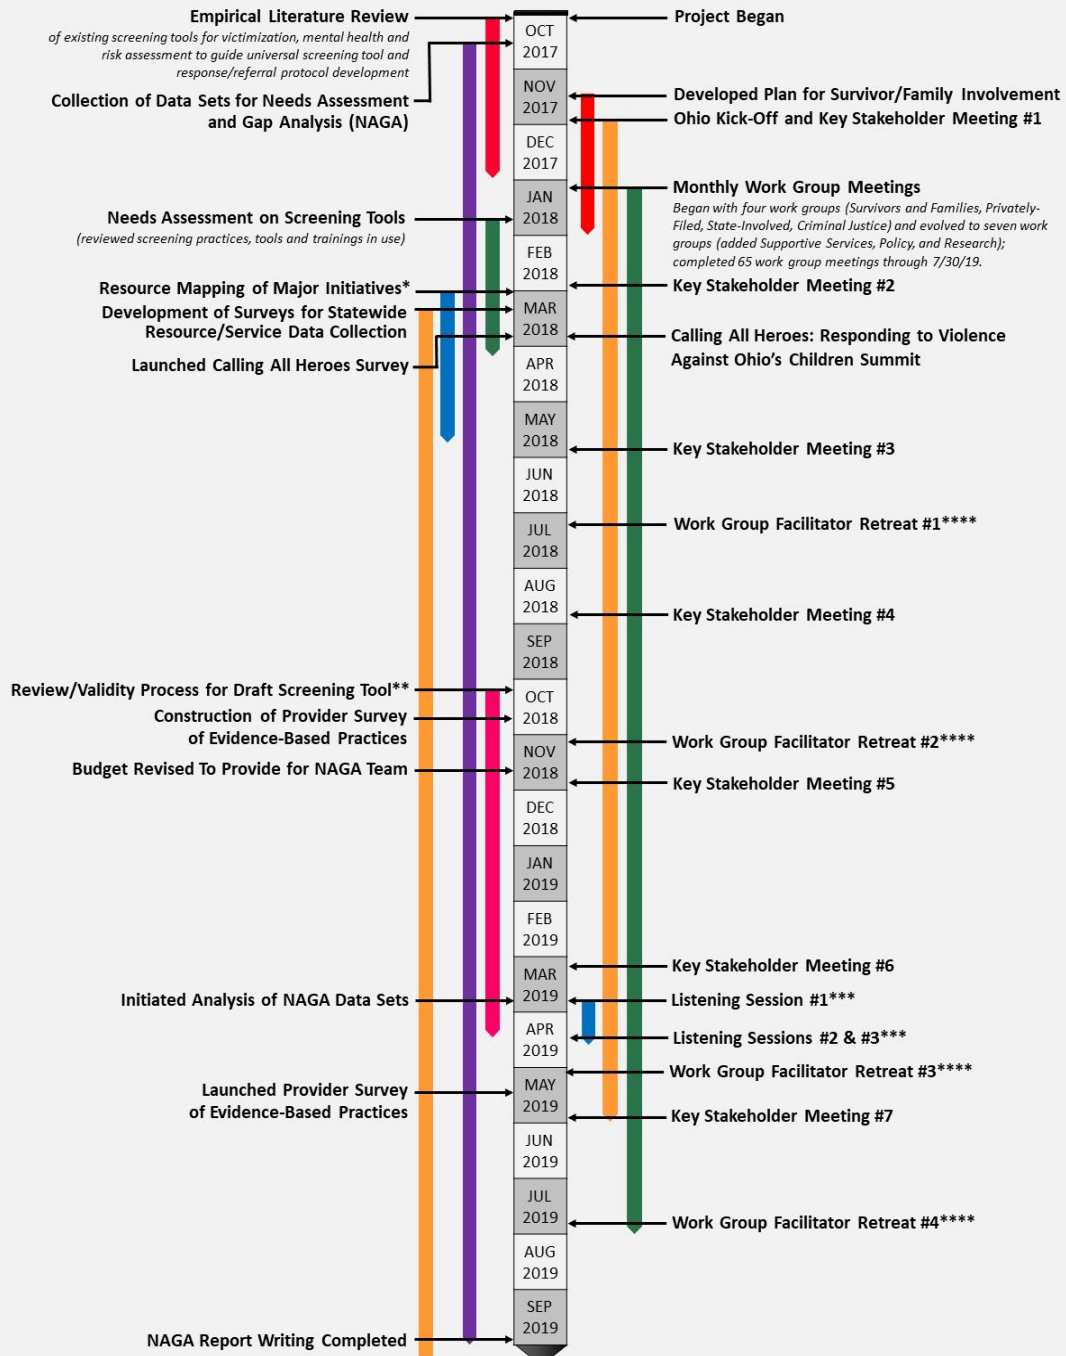 Empirical Literature Review
of existing screening tools for victimization, mental health and
risk assessment to guide universal screening tool and
response/referral protocol development
Collection of Data Sets for Needs Assessment
and Gap Analysis (NAGA)
Needs Assessment on Screening Tools
(reviewed screening practices, tools and trainings in use)
Resource Mapping of Major Initiatives*
Development of Surveys for Statewide
Resource/Service Data Collection
Launched Calling All Heroes Survey
Review/Validity Process for Draft Screening Tool**
Construction of Provider Survey
of Evidence-Based Practices
Budget Revised To Provide for NAGA Team
Initiated Analysis of NAGA Data Sets
Launched Provider Survey
of Evidence-Based Practices
NAGA Report Writing Completed
OCT
2017
NOV
2017
DEC
2017
JAN
2018
FEB
2018
MAR
2018
APR
2018
MAY
2018
JUN
2018
JUL
2018
AUG
2018
SEP
2018
OCT
2018
NOV
2018
DEC
2018
JAN
2019
FEB
2019
MAR
2019
APR
2019
MAY
2019
JUN
2019
JUL
2019
AUG
2019
SEP
2019
Project Began
Developed Plan for Survivor/Family Involvement
Ohio Kick-Off and Key Stakeholder Meeting #1
Monthly Work Group Meetings
Began with four work groups (Survivors and Families, Privately-
Filed, State-Involved, Criminal Justice) and evolved to seven work
groups (added Supportive Services, Policy, and Research);
completed 65 work group meetings through 7/30/19.
Key Stakeholder Meeting #2
Calling All Heroes: Responding to Violence
Against Ohio's Children Summit
Key Stakeholder Meeting #3
Work Group Facilitator Retreat #1****
Key Stakeholder Meeting #4
Work Group Facilitator Retreat #2****
Key Stakeholder Meeting #5
Key Stakeholder Meeting #6
Listening Session #1***
Listening Sessions #2 & #3***
Work Group Facilitator Retreat #3****
Key Stakeholder Meeting #7
Work Group Facilitator Retreat #4****